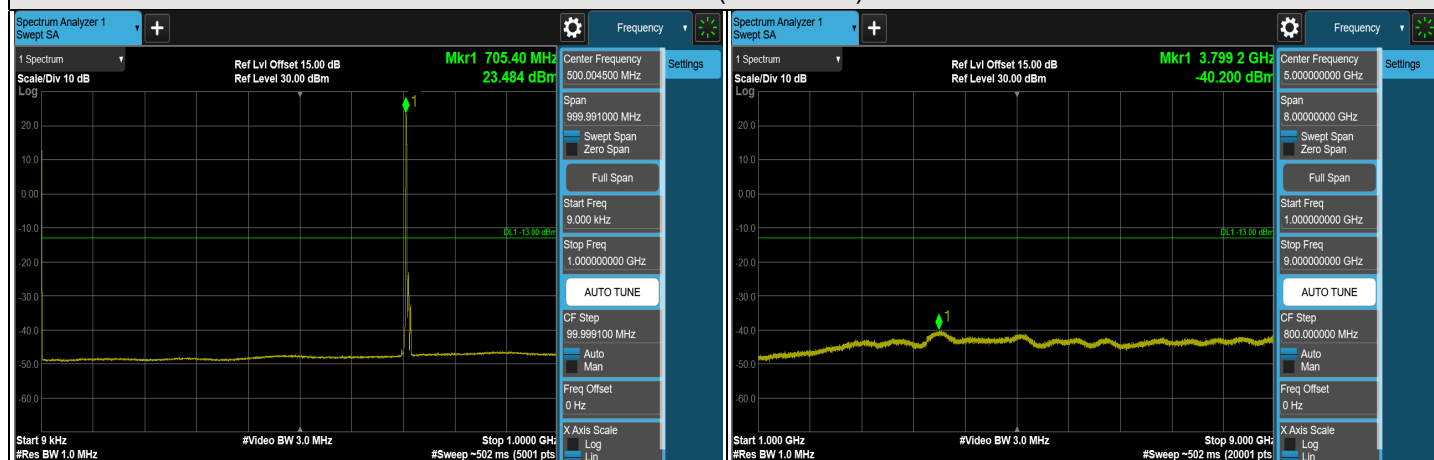 Spectrum Analyzer 1
Swept SA
+
Frequency
1 Spectrum
Scale/Div 10 dB
Log
Ref Lvl Offset 15.00 dB
Ref Level 30.00 dBm
Mkr1 705.40 MHz
23.484 dBm
1
20.0
10.0
0.00
-10.0
-20.0
-30.0
-40.0
-50.0
-60.0
DL1 -13.00 dBm
Start 9 kHz
#Res BW 1.0 MHz
#Video BW 3.0 MHz
Stop 1.0000 GHz
#Sweep ~502 ms (5001 pts
Center Frequency
500.004500 MHz
Settings
Span
999.991000 MHz
Swept Span
Zero Span
Full Span
Start Freq
9.000 kHz
Stop Freq
1.000000000 GHz
AUTO TUNE
CF Step
99.999100 MHz
Auto
Man
Freq Offset
0 Hz
X Axis Scale
Log
Lin
Spectrum Analyzer 1
Swept SA
+
Frequency
1 Spectrum
Scale/Div 10 dB
Log
Ref Lvl Offset 15.00 dB
Ref Level 30.00 dBm
Mkr1 3.799 2 GHz
-40.200 dBm
1
20.0
10.0
0.00
-10.0
-20.0
-30.0
-40.0
-50.0
-60.0
DL1 -13.00 dBm
Start 1.000 GHz
#Res BW 1.0 MHz
#Video BW 3.0 MHz
Stop 9.000 GHz
#Sweep ~502 ms (20001 pts
Center Frequency
5.000000000 GHz
Settings
Span
8.00000000 GHz
Swept Span
Zero Span
Full Span
Start Freq
1.000000000 GHz
Stop Freq
9.000000000 GHz
AUTO TUNE
CF Step
800.000000 MHz
Auto
Man
Freq Offset
0 Hz
X Axis Scale
Log
Lin